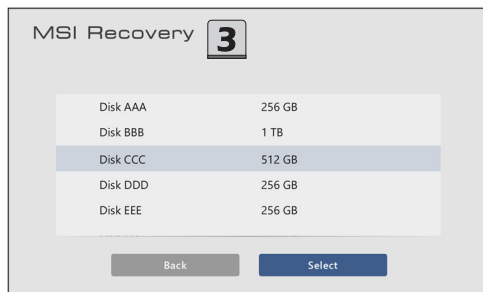 MSI Recovery 3
Disk AAA 256 GB
Disk BBB 1 TB
Disk CCC 512 GB
Disk DDD 256 GB
Disk EEE 256 GB
Back Select